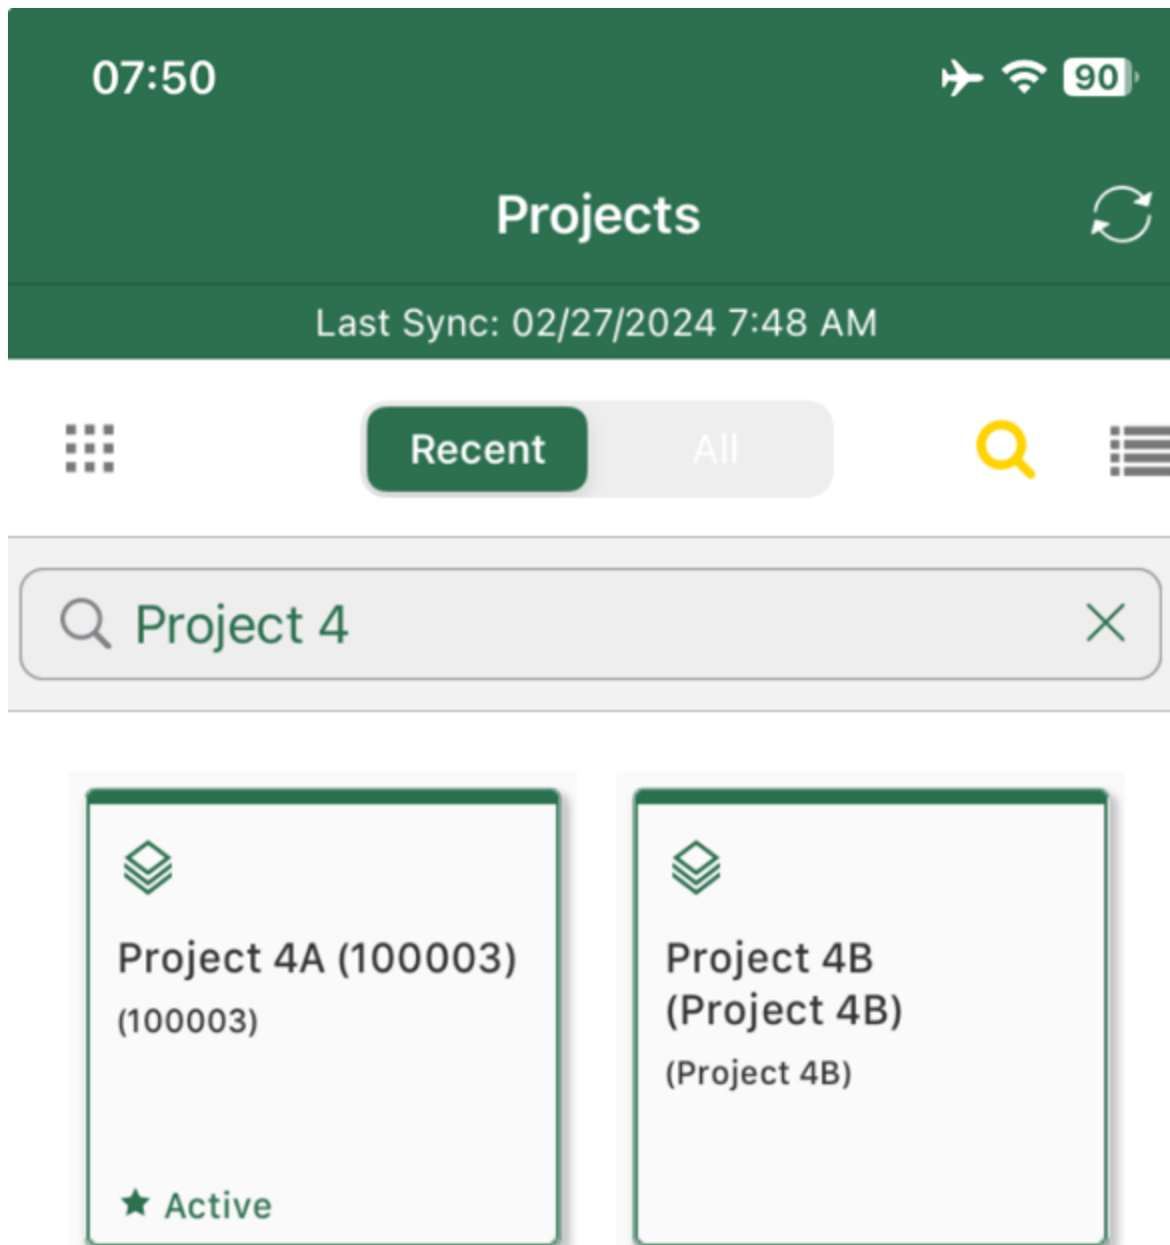 07:50
90
Projects
Last Sync: 02/27/2024 7:48 AM
Recent
All
Project 4
Project 4A (100003)
(100003)
Active
Project 4B
(Project 4B)
(Project 4B)